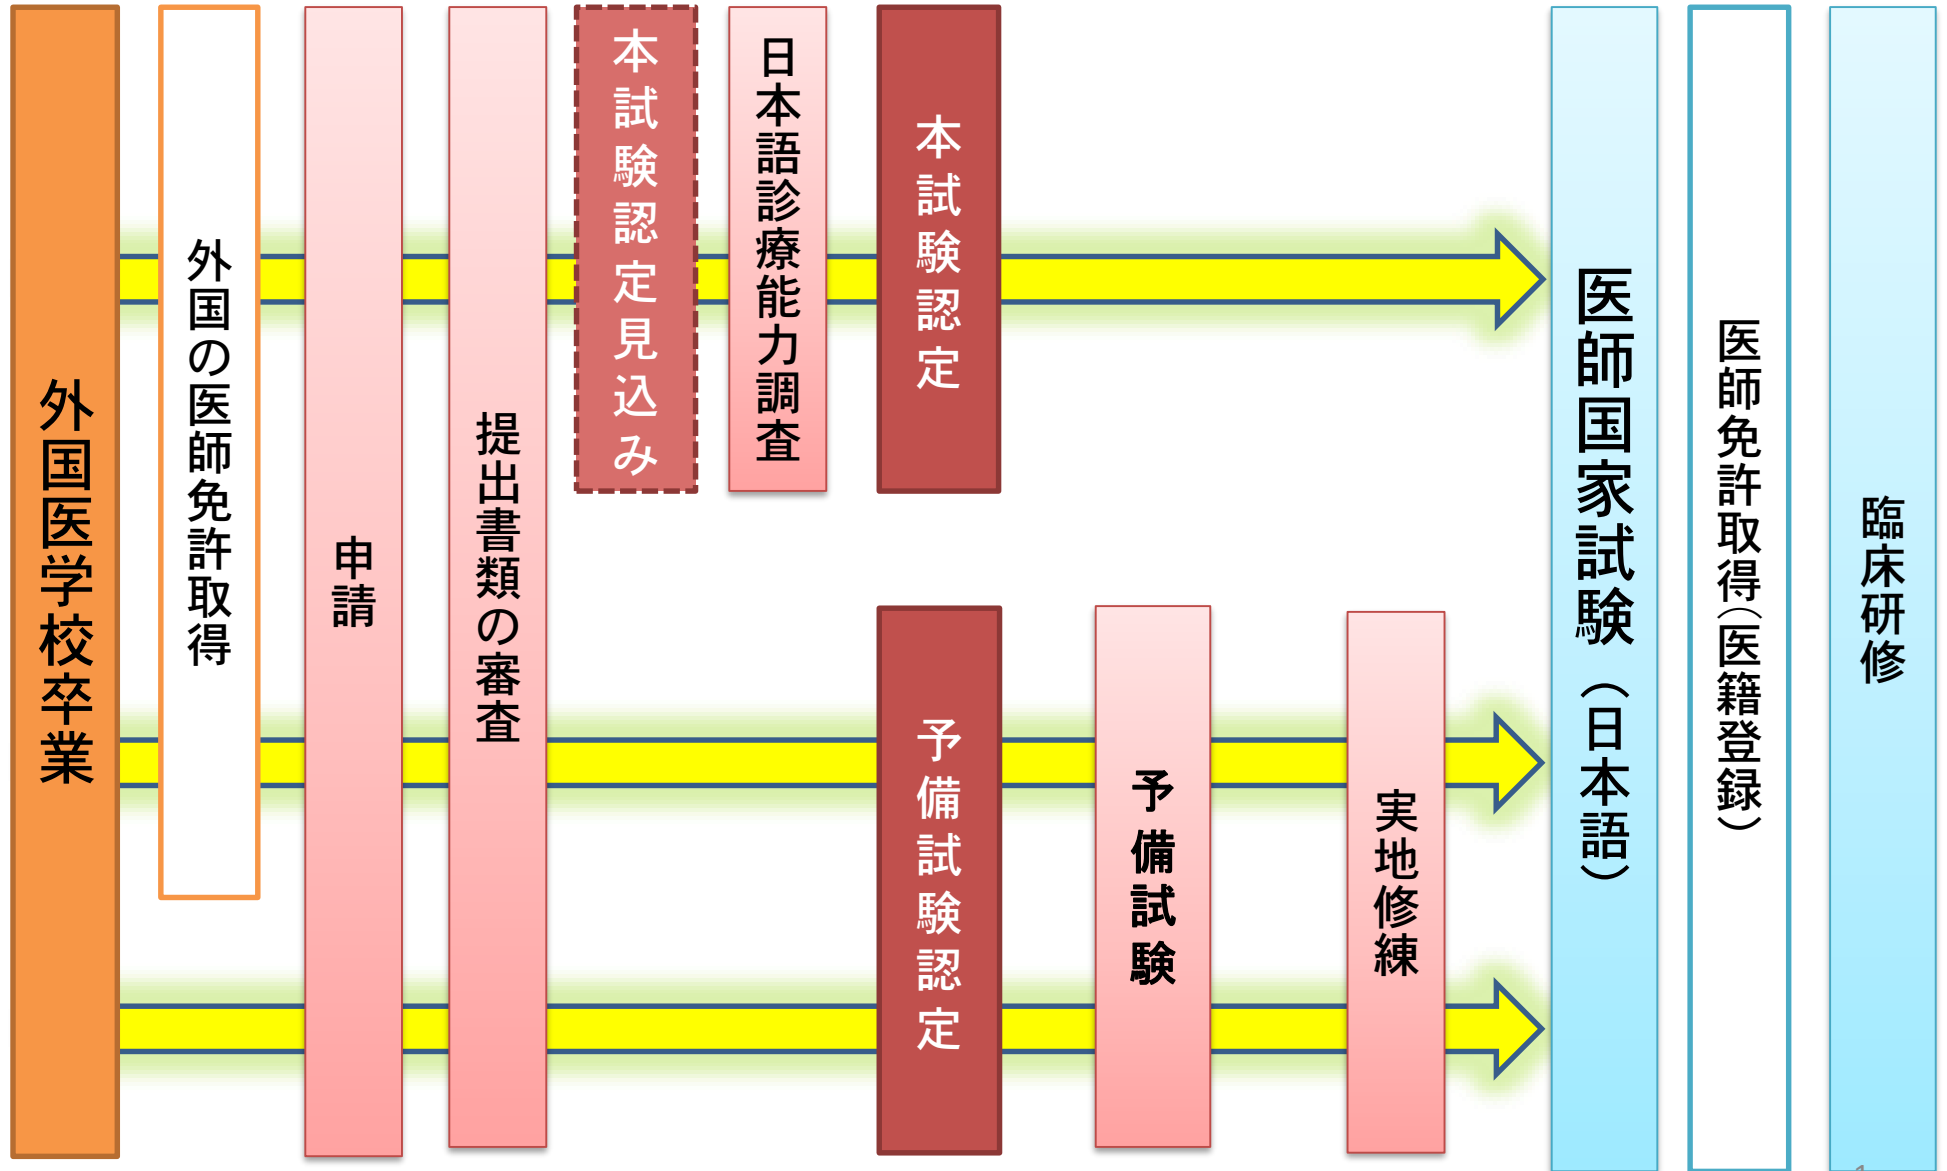 外国医学校卒業
外国の医師免許取得
申請
提出書類の審査
本試験認定見込み
日本語診療能力調査
本試験認定
予備試験認定
予備試験
実地修練
医師国家試験（日本語）
医師免許取得（医籍登録）
臨床研修